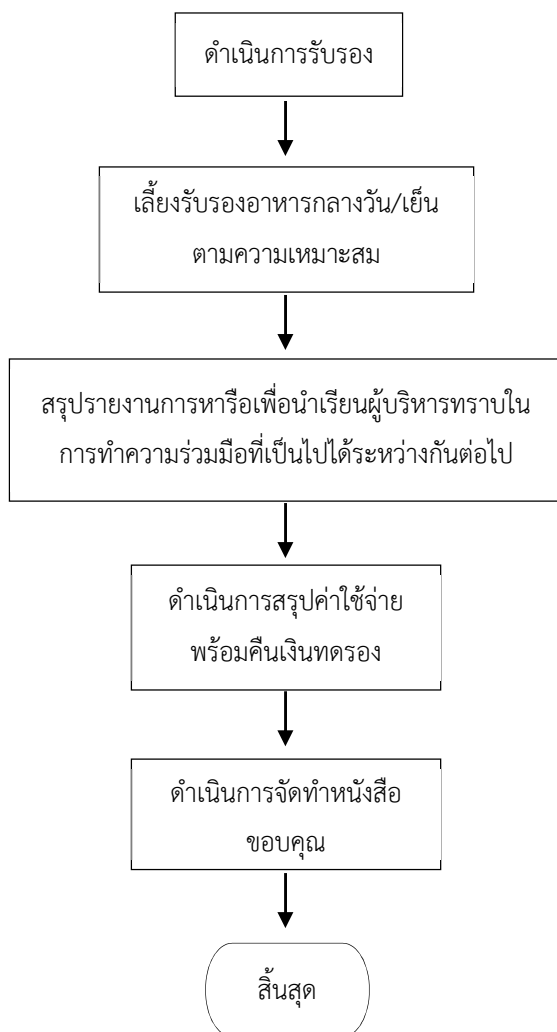 ดำเนินการรับรอง
เลี้ยงรับรองอาหารกลางวัน/เย็น
ตามความเหมาะสม
สรุปรายงานการหารือเพื่อนำเรียนผู้บริหารทราบใน
การทำความร่วมมือที่เป็นไปได้ระหว่างกันต่อไป
ดำเนินการสรุปค่าใช้จ่าย
พร้อมคืนเงินทดรอง
ดำเนินการจัดทำหนังสือ
ขอบคุณ
สิ้นสุด